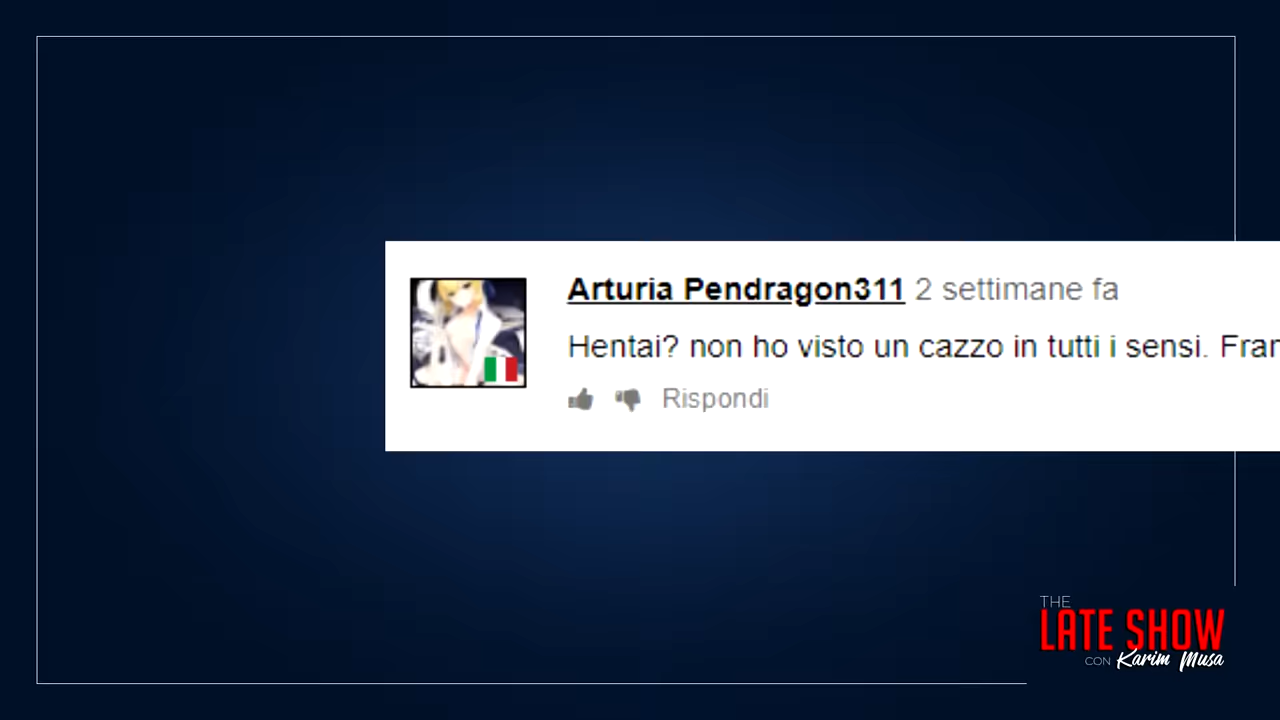 Arturia Pendragon311 2 settimane fa
Hentai? non ho visto un cazzo in tutti i sensi.
Rispondi
THE
LATE SHOW
CON Karim Musa